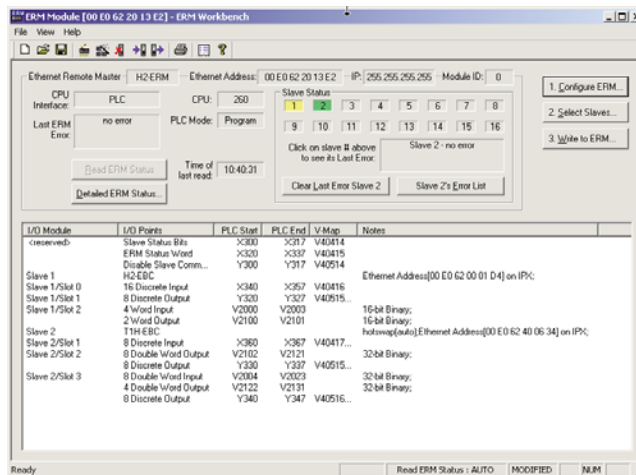 ERM Module [00 E0 62 20 13 E2] - ERM Workbench
File View Help
Ethernet Remote Master H2-ERM Ethernet Address: 00 E0 62 20 13 E2 IP: 255.255.255.255 Module ID: 0
CPU Interface: PLC CPU: 260
Last ERM Error: no error PLC Mode: Program
Read ERM Status Time of last read: 10:40:31
Detailed ERM Status...
Slave Status
1 2 3 4 5 6 7 8
9 10 11 12 13 14 15 16
Click on slave # above to see its Last Error: Slave 2 - no error
Clear Last Error Slave 2 Slave 2's Error List
1. Configure ERM...
2. Select Slaves...
3. Write to ERM...
I/O Module I/O Points PLC Start PLC End V-Map Notes
<reserved> Slave Status Bits X300 X317 V40414
ERM Status Word X320 X337 V40415
Disable Slave Comm... Y300 Y317 V40514
Slave 1 H2-EBC Ethernet Address[00 E0 62 00 01 D4] on IPX;
Slave 1/Slot 0 16 Discrete Input X340 X357 V40416
Slave 1/Slot 1 8 Discrete Output Y320 Y327 V40515...
Slave 1/Slot 2 4 Word Input V2000 V2003 16-bit Binary;
2 Word Output V2100 V2101 16-bit Binary;
Slave 2 T1H-EBC hotswap(auto);Ethernet Address[00 E0 62 40 06 34] on IPX;
Slave 2/Slot 1 8 Discrete Input X360 X367 V40417...
Slave 2/Slot 2 8 Double Word Output V2102 V2121 32-bit Binary;
8 Discrete Output Y330 Y337 V40515...
Slave 2/Slot 3 8 Double Word Input V2004 V2023 32-bit Binary;
4 Double Word Output V2122 V2131 32-bit Binary;
8 Discrete Output Y340 Y347 V40516...
Ready Read ERM Status : AUTO MODIFIED NUM